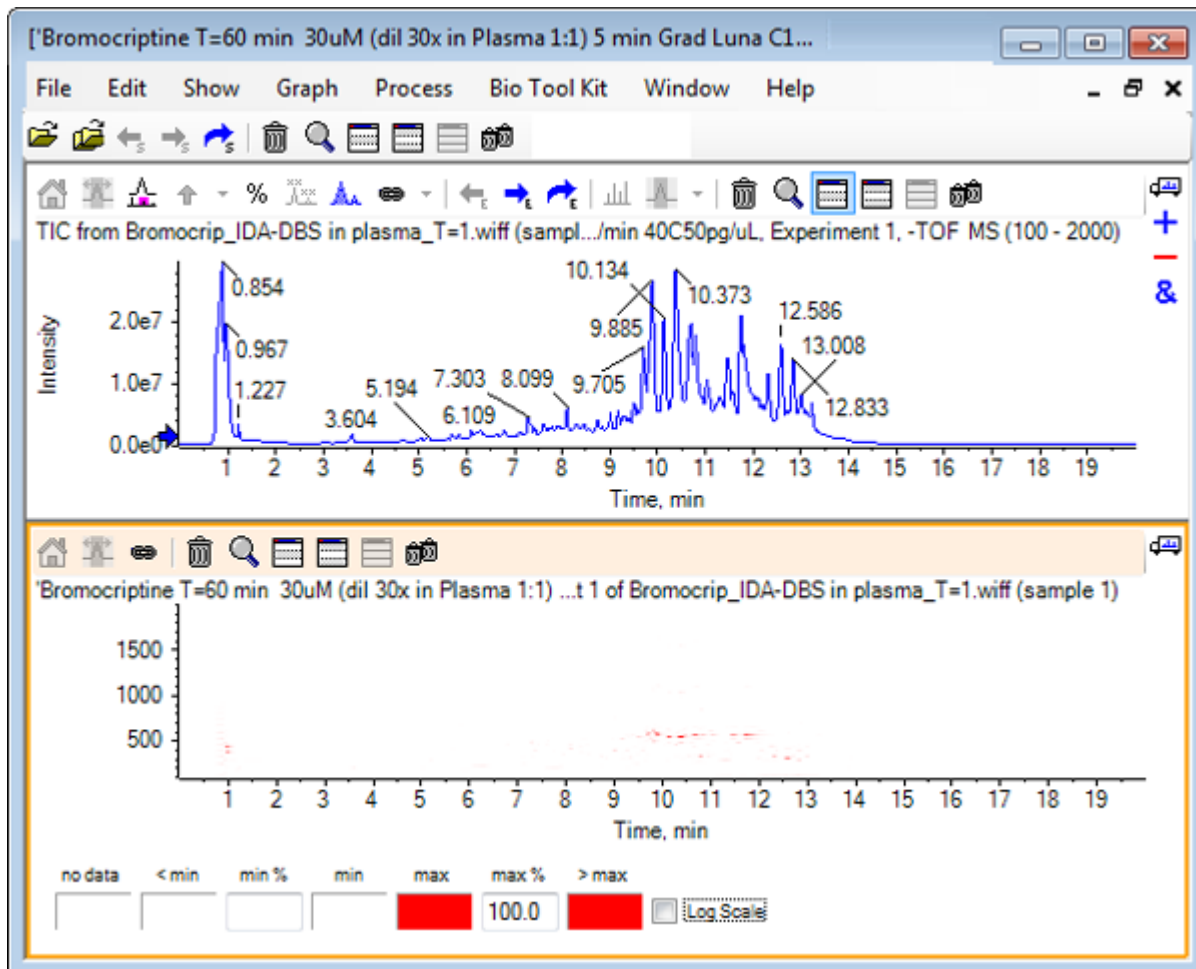 ['Bromocriptine T=60 min 30uM (dil 30x in Plasma 1:1) 5 min Grad Luna C1...
File Edit Show Graph Process Bio Tool Kit Window Help
%
TIC from Bromocrip_IDA-DBS in plasma_T=1.wiff (sampl.../min 40C50pg/uL, Experiment 1, -TOF MS (100 - 2000)
Intensity
2.0e7
1.0e7
0.0e0
0.854
0.967
1.227
3.604
5.194
6.109
7.303
8.099
9.705
9.885
10.134
10.373
12.586
13.008
12.833
1 2 3 4 5 6 7 8 9 10 11 12 13 14 15 16 17 18 19
Time, min
'Bromocriptine T=60 min 30uM (dil 30x in Plasma 1:1) ...t 1 of Bromocrip_IDA-DBS in plasma_T=1.wiff (sample 1)
1500
1000
500
1 2 3 4 5 6 7 8 9 10 11 12 13 14 15 16 17 18 19
Time, min
no data < min min % min max max % > max
100.0 Log Scale